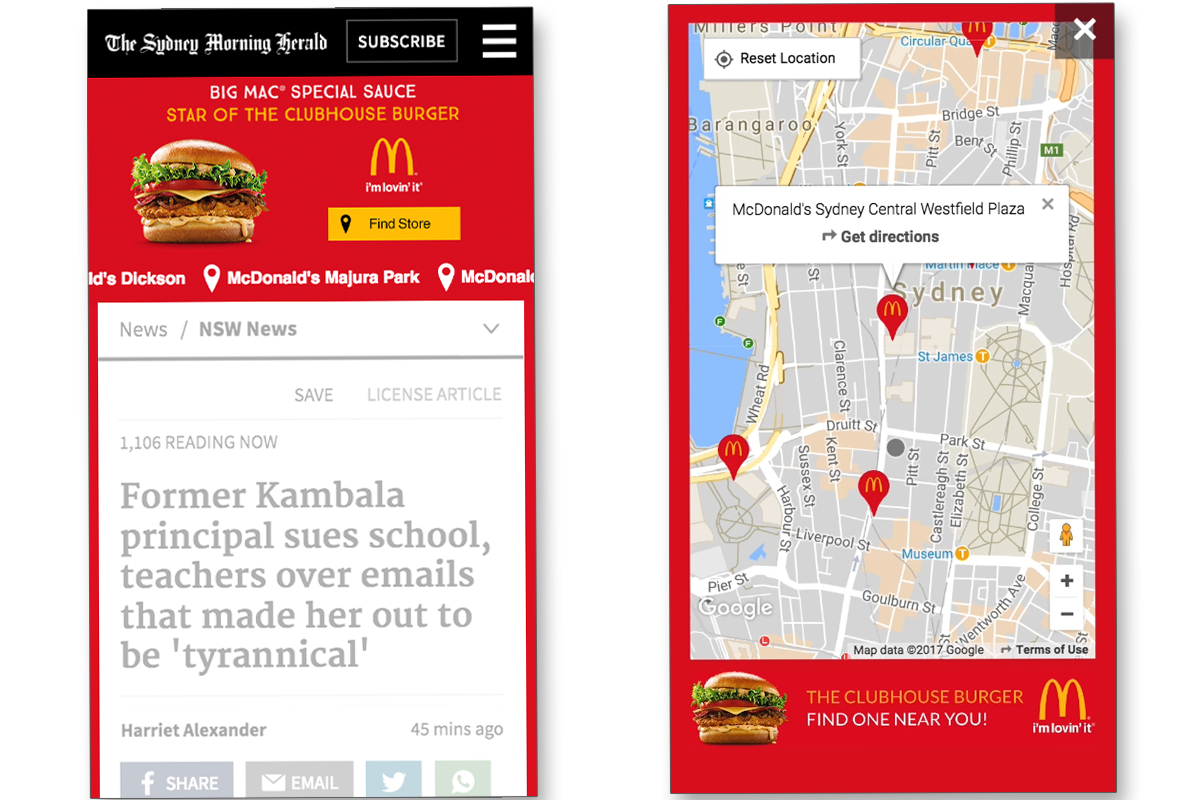 The Sydney Morning Herald
SUBSCRIBE
BIG MAC® SPECIAL SAUCE
STAR OF THE CLUBHOUSE BURGER
i'm lovin' it®
Find Store
ld's Dickson McDonald's Majura Park McDonal
News / NSW News
SAVE LICENSE ARTICLE
1,106 READING NOW
Former Kambala
principal sues school,
teachers over emails
that made her out to
be 'tyrannical'
Harriet Alexander 45 mins ago
SHARE EMAIL
Millers Point
Circular Qua
Reset Location
Barangaroo
York St
Bridge St
Pitt St
Bent St
Phillip St
M1
McDonald's Sydney Central Westfield Plaza
Get directions
Hospital Rd
Martin Place
Macqua
St
St
Sydney
St James
Clarence St
Wheat Rd
Druitt St
Park St
Sussex St
Kent St
Pitt St
Castlereagh St
Elizabeth St
College St
Harbour St
Liverpool St
Museum
Pier St
Goulburn St
Wentworth Ave
Google
Map data ©2017 Google Terms of Use
THE CLUBHOUSE BURGER
FIND ONE NEAR YOU!
i'm lovin' it®